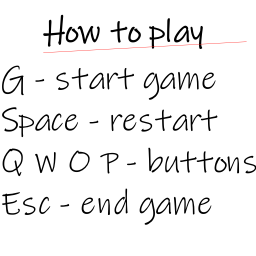 How to play
G - start game
Space - restart
Q W O P - buttons
Esc - end game